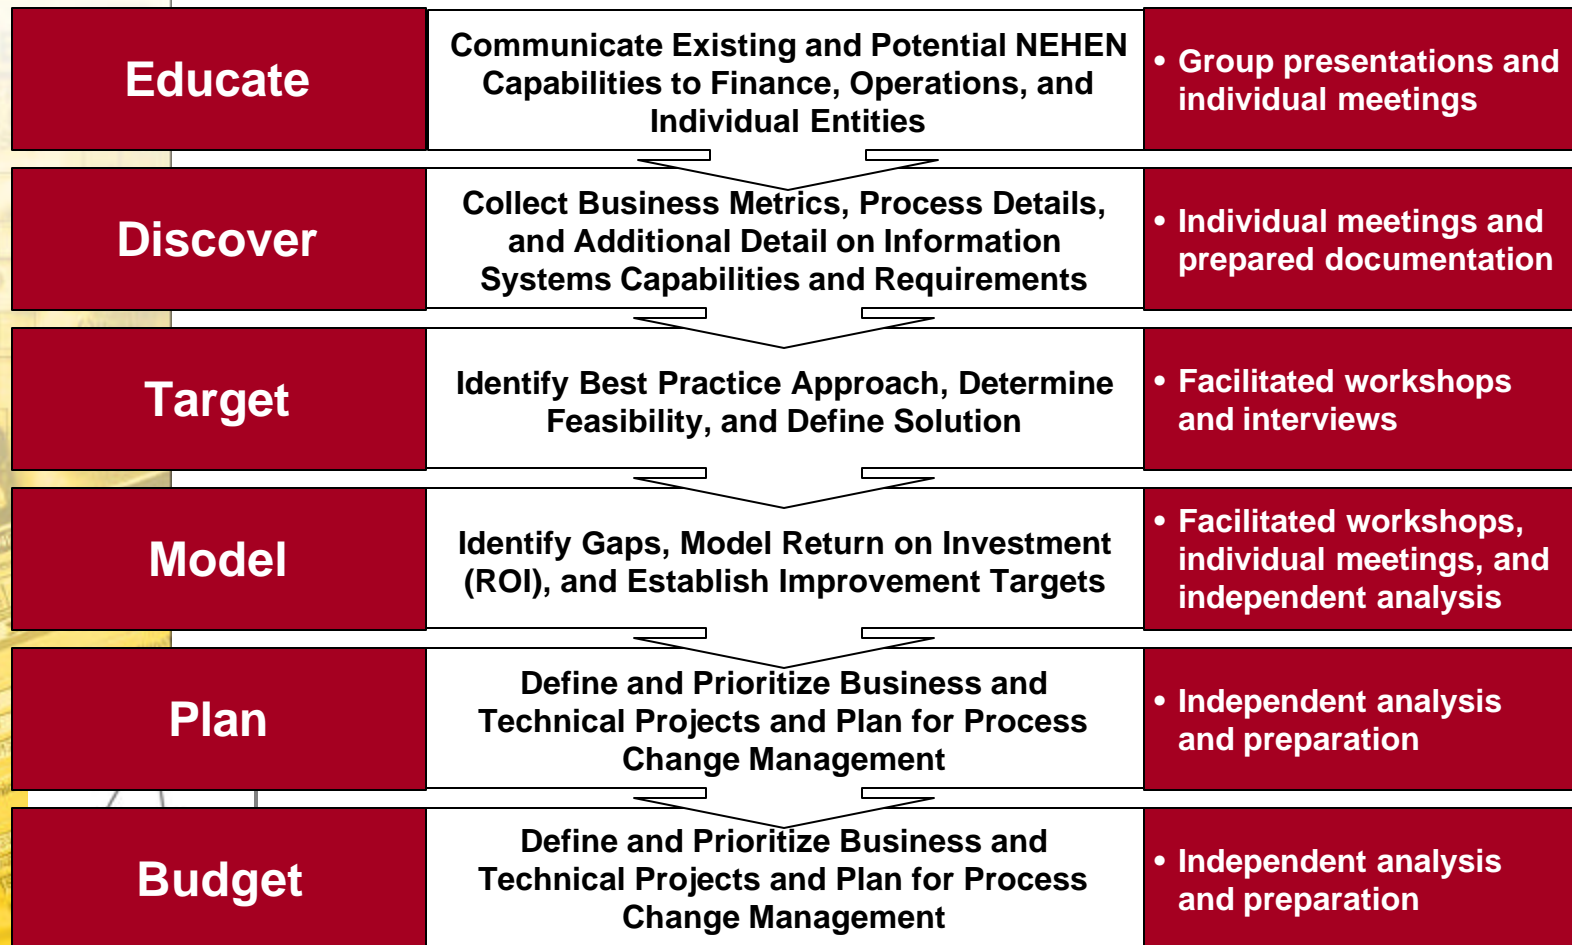 Educate
Communicate Existing and Potential NEHEN
Capabilities to Finance, Operations, and
Individual Entities
• Group presentations and
individual meetings
Discover
Collect Business Metrics, Process Details,
and Additional Detail on Information
Systems Capabilities and Requirements
• Individual meetings and
prepared documentation
Target
Identify Best Practice Approach, Determine
Feasibility, and Define Solution
• Facilitated workshops
and interviews
Model
Identify Gaps, Model Return on Investment
(ROI), and Establish Improvement Targets
• Facilitated workshops,
individual meetings, and
independent analysis
Plan
Define and Prioritize Business and
Technical Projects and Plan for Process
Change Management
• Independent analysis
and preparation
Budget
Define and Prioritize Business and
Technical Projects and Plan for Process
Change Management
• Independent analysis
and preparation